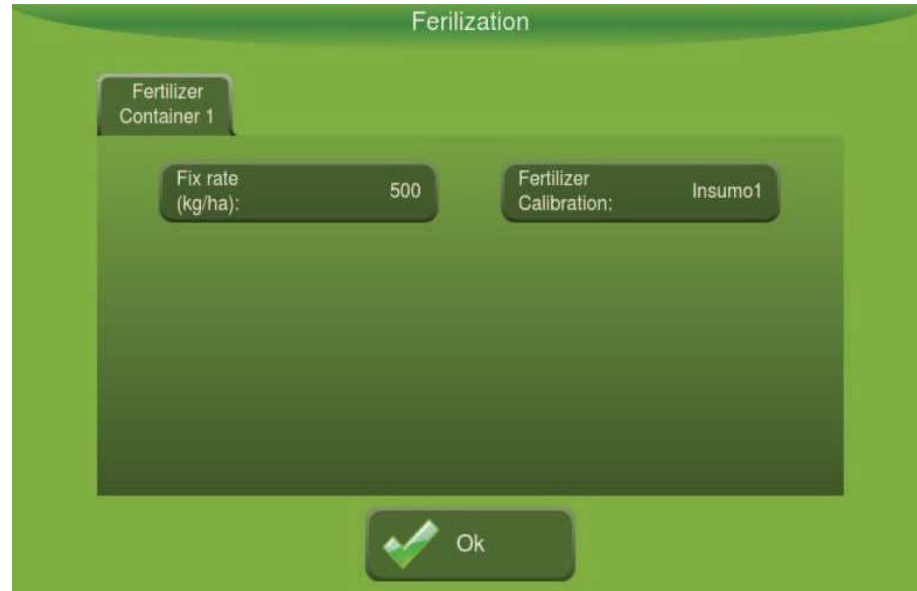 Ferilization
Fertilizer
Container 1
Fix rate
(kg/ha):
500
Fertilizer
Calibration:
Insumo1
Ok